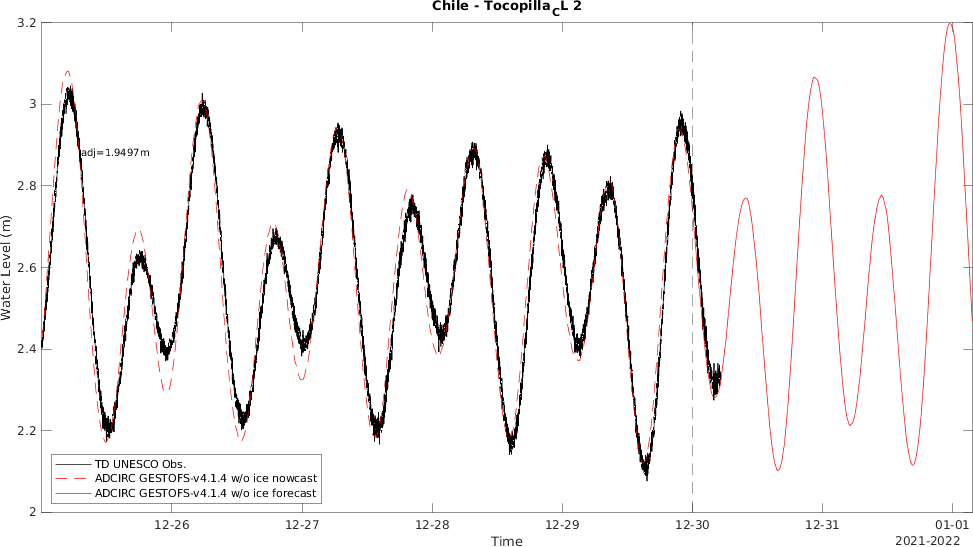 Chile - Tocopilla_CL 2
3.2
3
2.8
2.6
2.4
2.2
2
Water Level (m)
adj=1.9497m
TD UNESCO Obs.
ADCIRC GESTOFS-v4.1.4 w/o ice nowcast
ADCIRC GESTOFS-v4.1.4 w/o ice forecast
12-26
12-27
12-28
12-29
12-30
12-31
01-01
Time
2021-2022